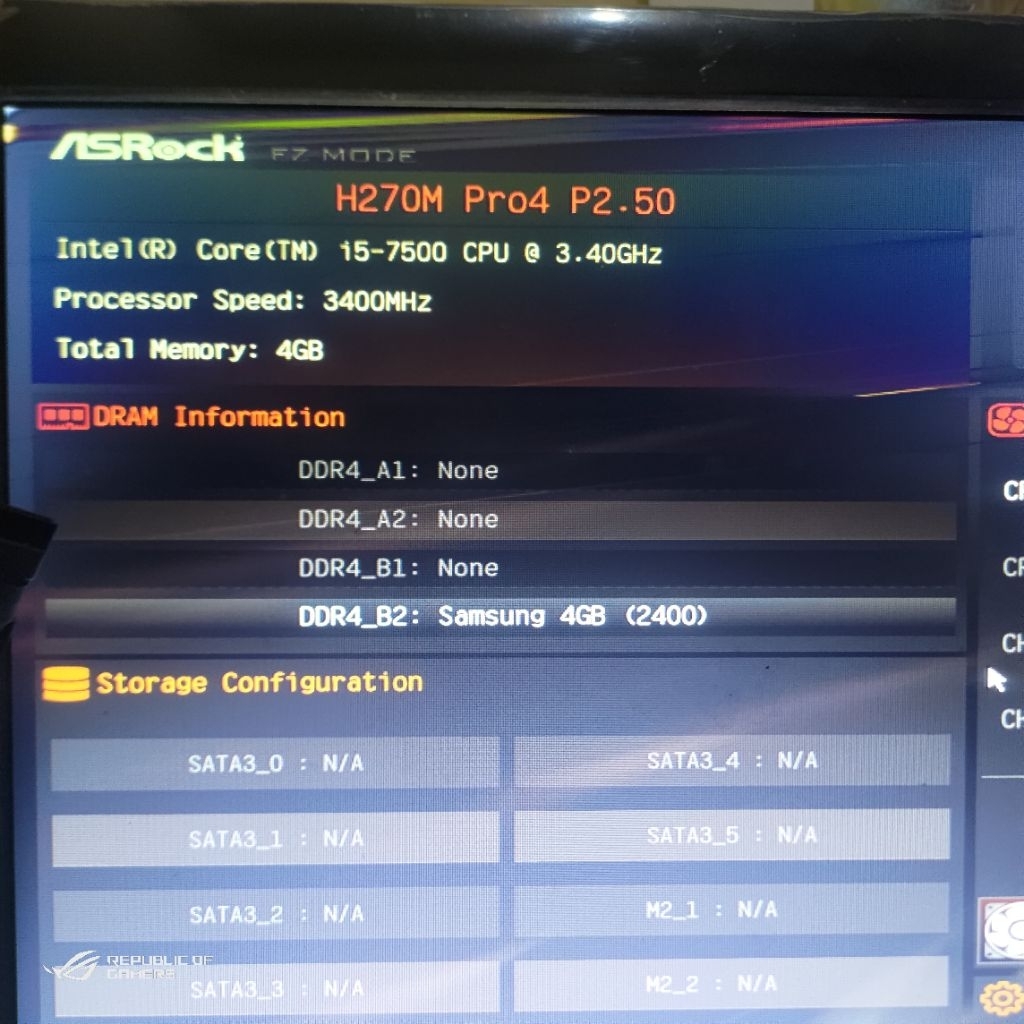 ASRock EZ MODE
H270M Pro4 P2.50
Intel(R) Core(TM) i5-7500 CPU @ 3.40GHz
Processor Speed: 3400MHz
Total Memory: 4GB
DRAM Information
DDR4_A1: None
DDR4_A2: None
DDR4_B1: None
DDR4_B2: Samsung 4GB (2400)
Storage Configuration
SATA3_0 : N/A
SATA3_4 : N/A
SATA3_1 : N/A
SATA3_5 : N/A
SATA3_2 : N/A
M2_1 : N/A
SATA3_3 : N/A
M2_2 : N/A
REPUBLIC OF
GAMERS